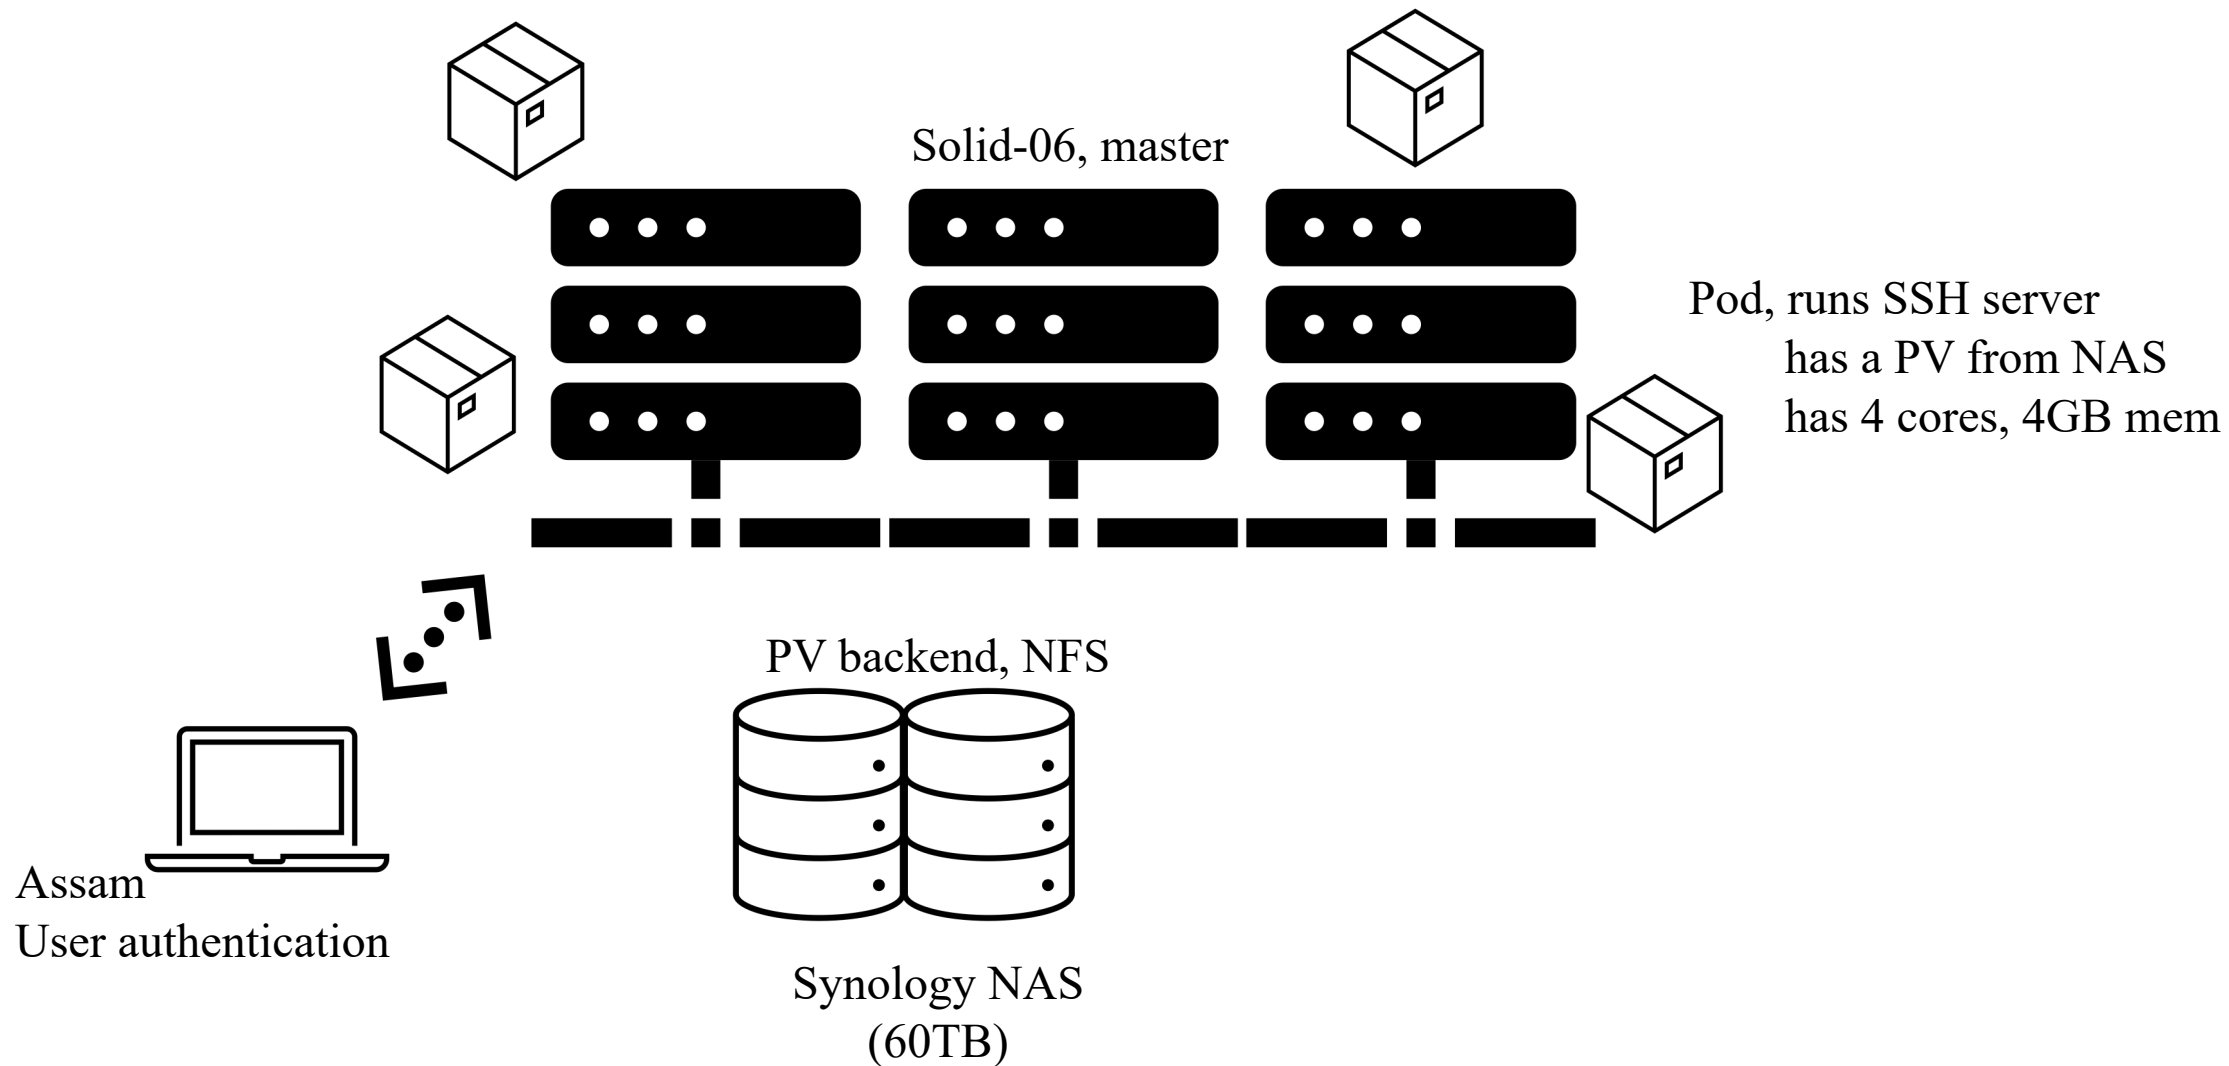 Solid-06, master
Pod, runs SSH server
has a PV from NAS
has 4 cores, 4GB mem
PV backend, NFS
Assam
User authentication
Synology NAS
(60TB)